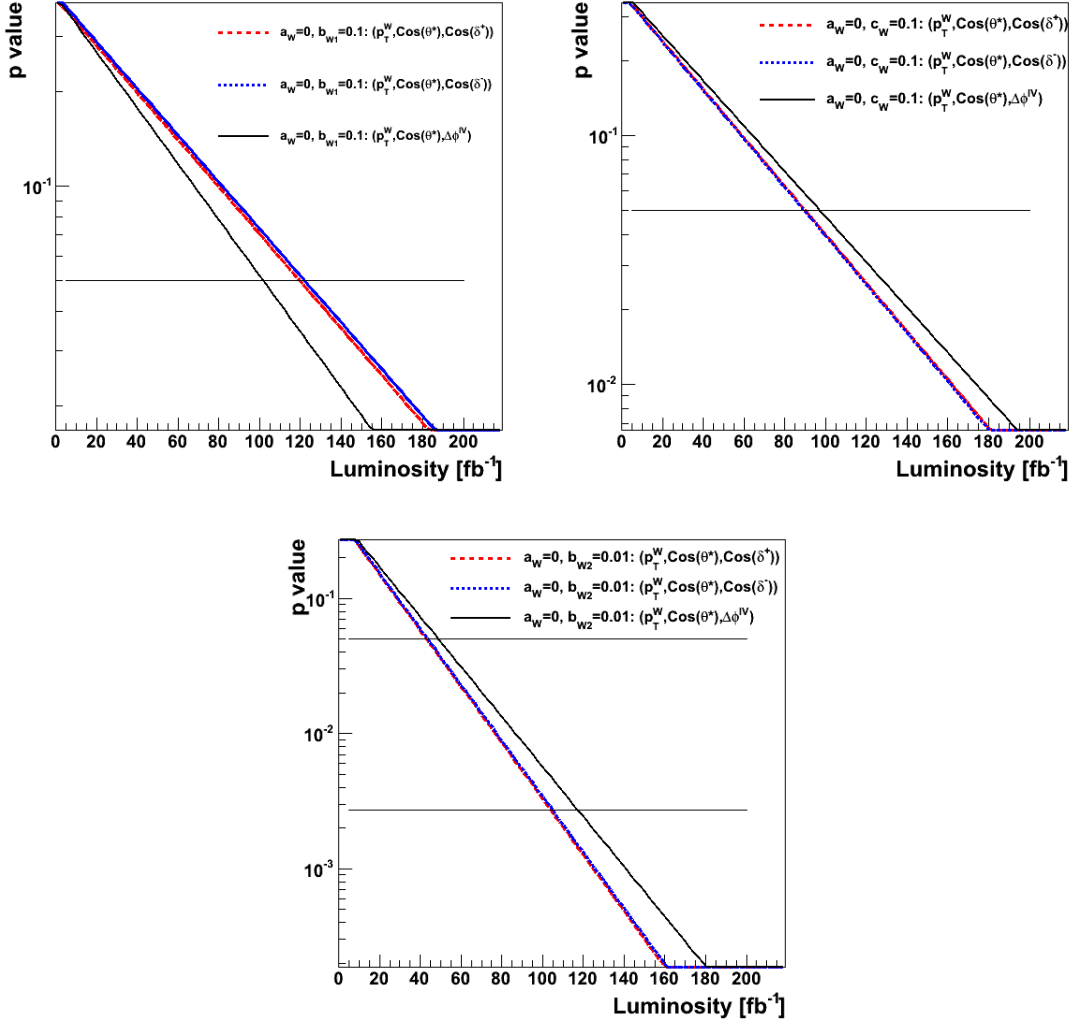 p value
a_W=0, b_W1=0.1: (p_T^W,Cos(θ*),Cos(δ⁺))
a_W=0, b_W1=0.1: (p_T^W,Cos(θ*),Cos(δ⁻))
a_W=0, b_W1=0.1: (p_T^W,Cos(θ*),Δϕ^IV)
10⁻¹
0 20 40 60 80 100 120 140 160 180 200
Luminosity [fb⁻¹]
p value
a_W=0, c_W=0.1: (p_T^W,Cos(θ*),Cos(δ⁺))
a_W=0, c_W=0.1: (p_T^W,Cos(θ*),Cos(δ⁻))
a_W=0, c_W=0.1: (p_T^W,Cos(θ*),Δϕ^IV)
10⁻¹
10⁻²
0 20 40 60 80 100 120 140 160 180 200
Luminosity [fb⁻¹]
p value
a_W=0, b_W2=0.01: (p_T^W,Cos(θ*),Cos(δ⁺))
a_W=0, b_W2=0.01: (p_T^W,Cos(θ*),Cos(δ⁻))
a_W=0, b_W2=0.01: (p_T^W,Cos(θ*),Δϕ^IV)
10⁻¹
10⁻²
10⁻³
0 20 40 60 80 100 120 140 160 180 200
Luminosity [fb⁻¹]